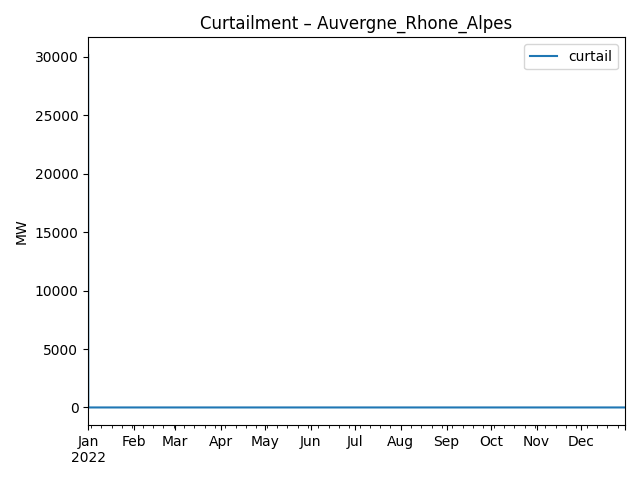 Curtailment – Auvergne_Rhone_Alpes
curtail
30000
25000
20000
15000
10000
5000
0
MW
Jan Feb Mar Apr May Jun Jul Aug Sep Oct Nov Dec
2022